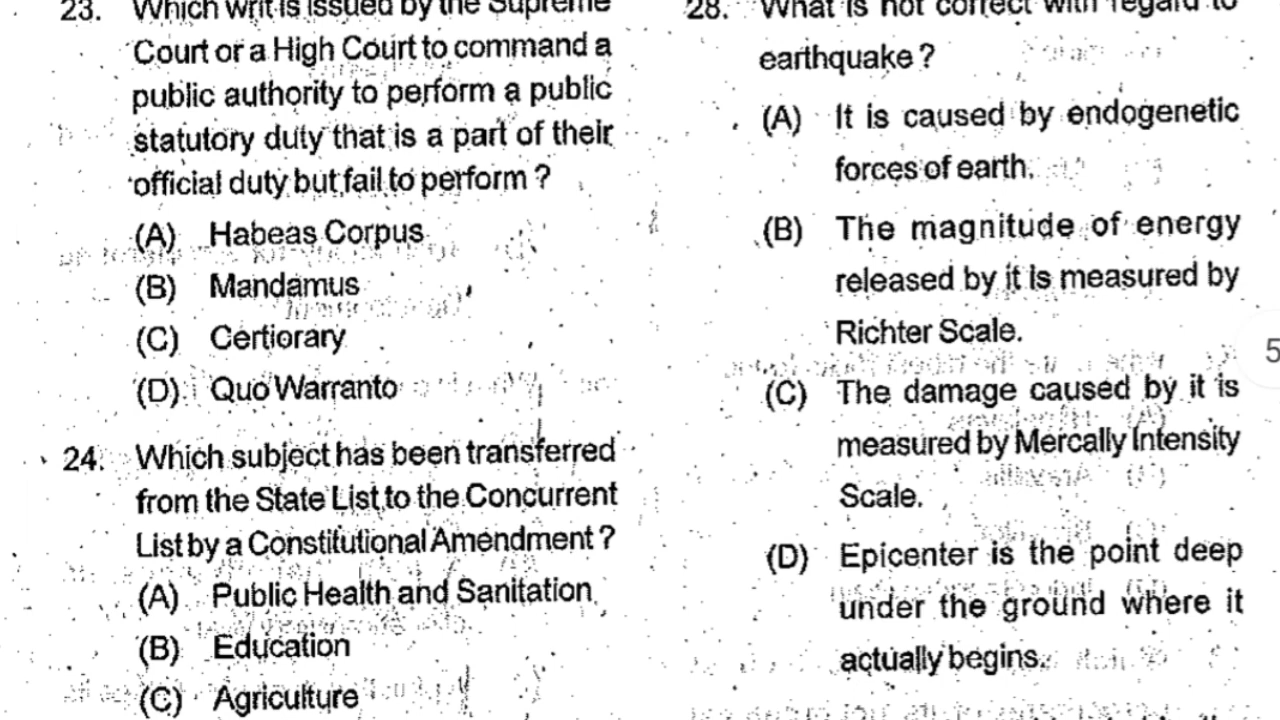 23. Which writ is issued by the Supreme
Court or a High Court to command a
public authority to perform a public
statutory duty that is a part of their
official duty but fail to perform ?
(A) Habeas Corpus
(B) Mandamus
(C) Certiorary
(D) Quo Warranto
24. Which subject has been transferred
from the State List to the Concurrent
List by a Constitutional Amendment ?
(A) Public Health and Sanitation
(B) Education
(C) Agriculture
28. What is not correct with regard to
earthquake ?
(A) It is caused by endogenetic
forces of earth.
(B) The magnitude of energy
released by it is measured by
Richter Scale.
(C) The damage caused by it is
measured by Mercally Intensity
Scale.
(D) Epicenter is the point deep
under the ground where it
actually begins.
5